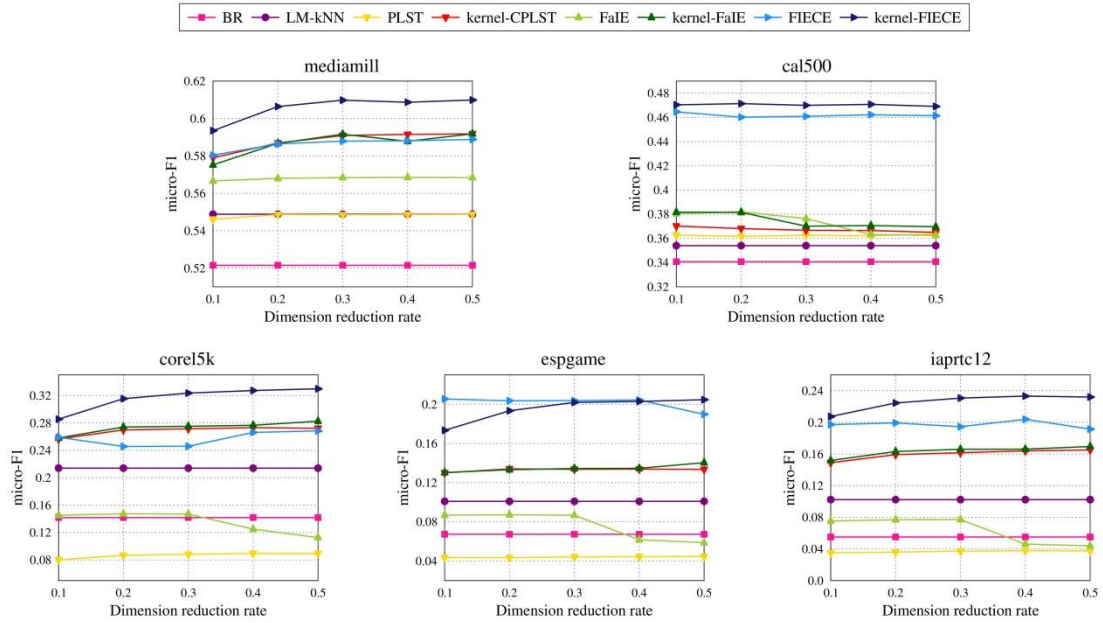 BR LM-kNN PLST kernel-CPLST FaIE kernel-FaIE FIECE kernel-FIECE
mediamill
micro-F1
0.62
0.6
0.58
0.56
0.54
0.52
0.1 0.2 0.3 0.4 0.5
Dimension reduction rate
cal500
micro-F1
0.48
0.46
0.44
0.42
0.4
0.38
0.36
0.34
0.32
0.1 0.2 0.3 0.4 0.5
Dimension reduction rate
corel5k
micro-F1
0.32
0.28
0.24
0.2
0.16
0.12
0.08
0.1 0.2 0.3 0.4 0.5
Dimension reduction rate
espgame
micro-F1
0.2
0.16
0.12
0.08
0.04
0.1 0.2 0.3 0.4 0.5
Dimension reduction rate
iaprtc12
micro-F1
0.24
0.2
0.16
0.12
0.08
0.04
0.0
0.1 0.2 0.3 0.4 0.5
Dimension reduction rate